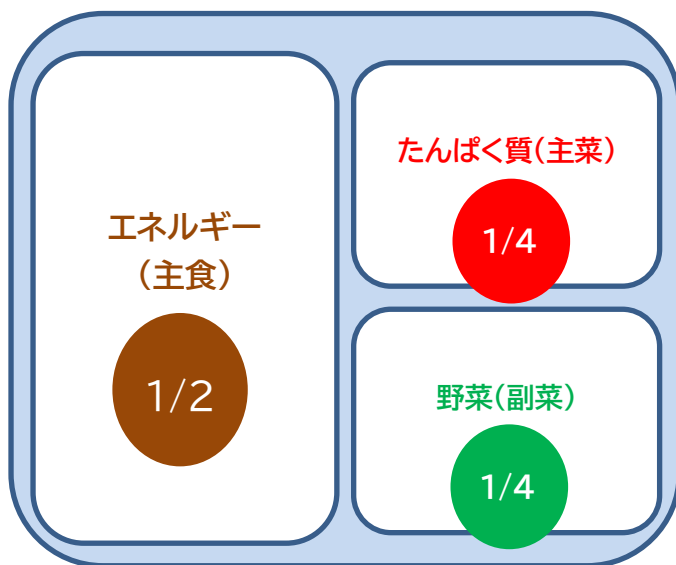 エネルギー
（主食）
1/2
たんぱく質（主菜）
1/4
野菜（副菜）
1/4